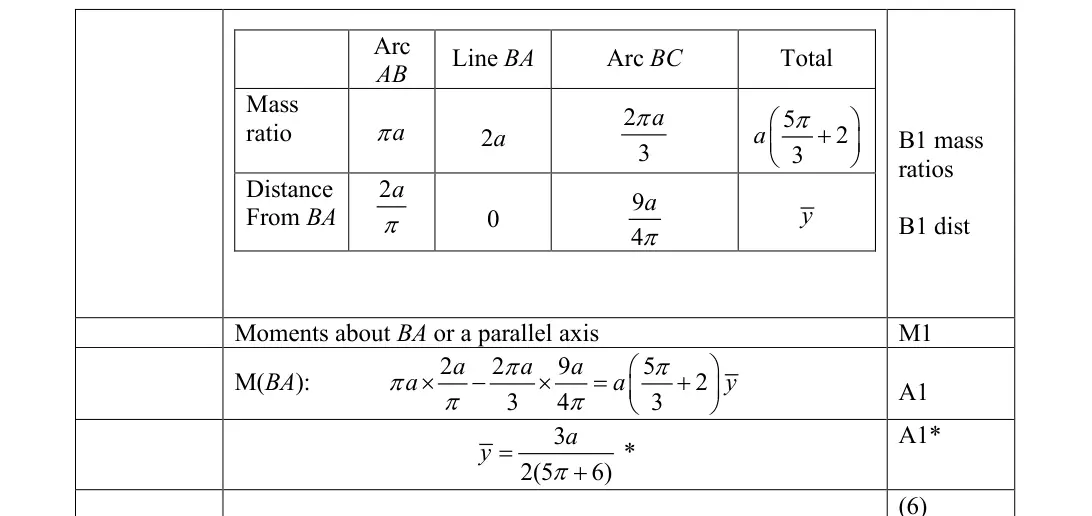 Arc AB	Line BA	Arc BC	Total
Mass ratio	πa	2a	2πa/3	a(5π/3 + 2)
Distance From BA	2a/π	0	9a/4π	y̅
B1 mass ratios
B1 dist
Moments about BA or a parallel axis	M1
M(BA): πa × 2a/π − 2πa/3 × 9a/4π = a(5π/3 + 2)y̅	A1
y̅ = 3a/2(5π + 6) *	A1*
(6)